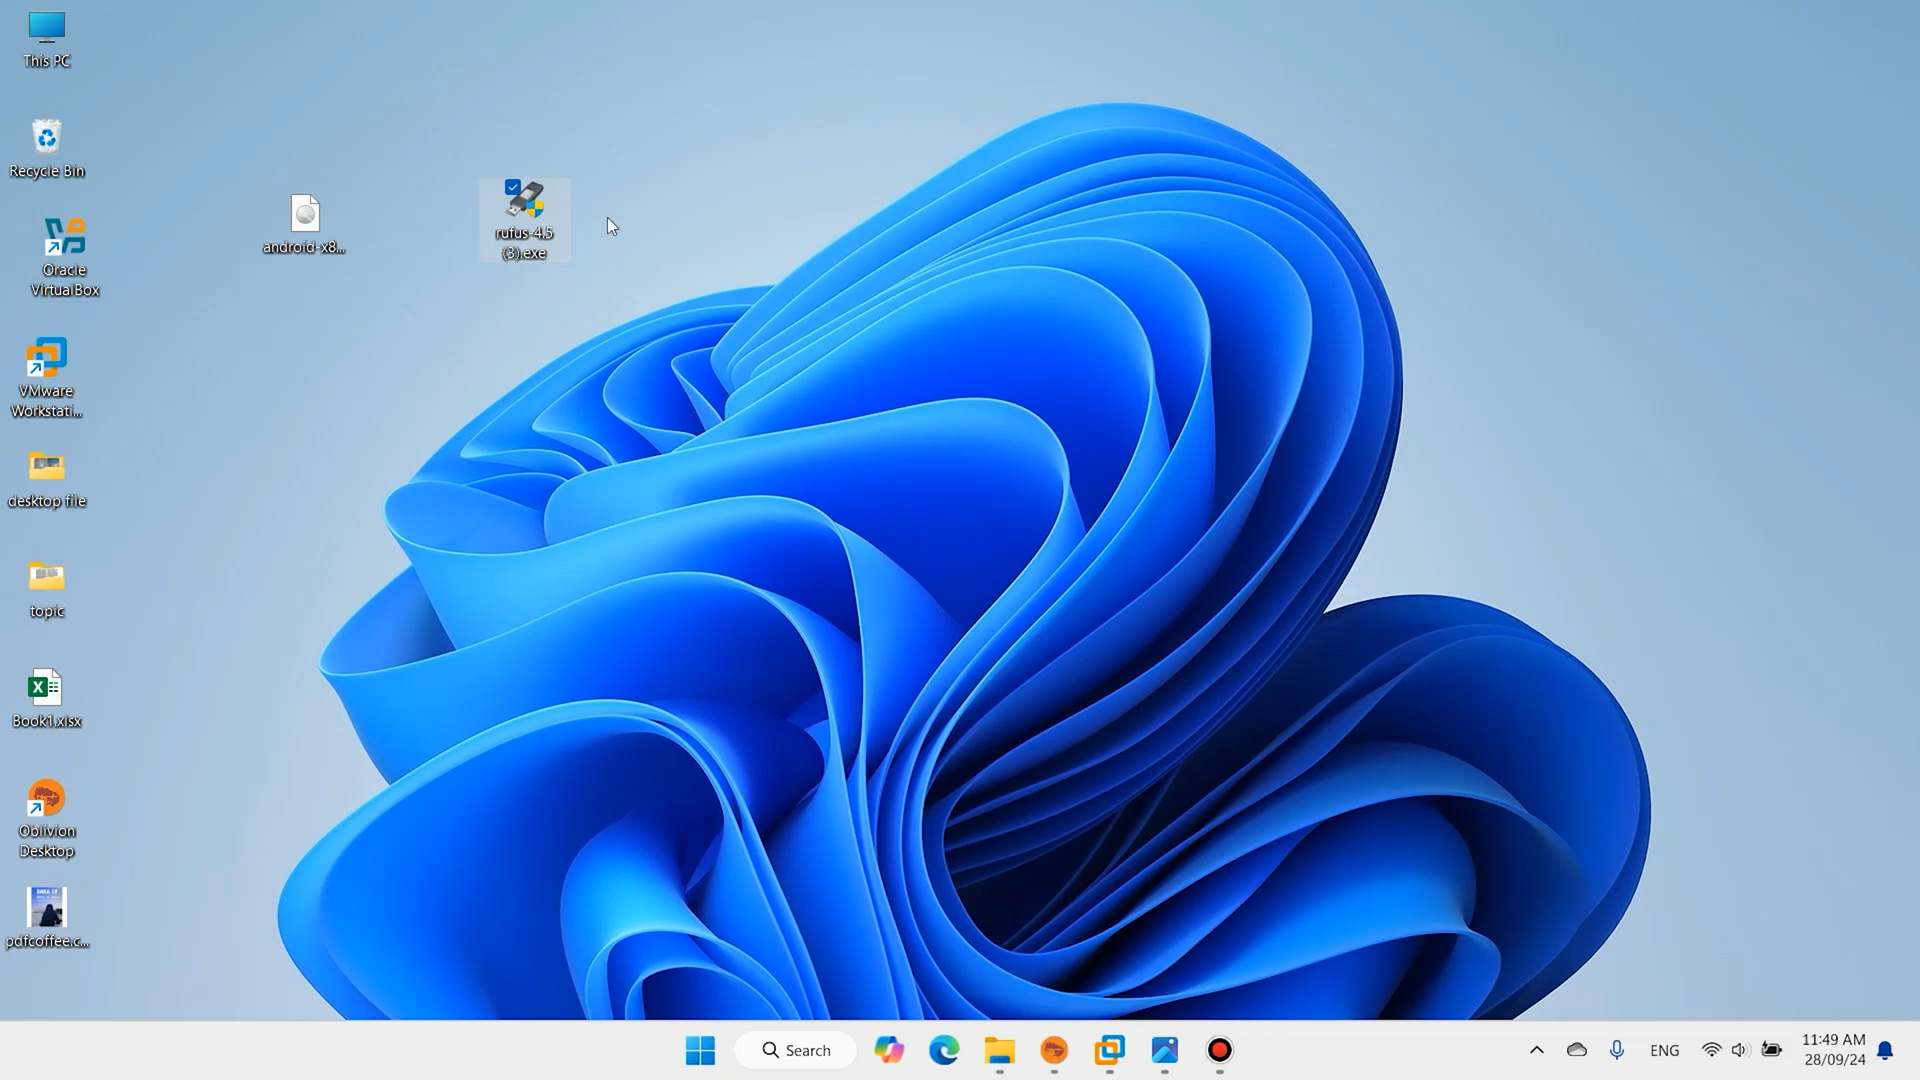 This PC
Recycle Bin
Oracle
VirtualBox
VMware
Workstati...
desktop file
topic
Book1.xlsx
Oblivion
Desktop
pdfcoffee.c...
android-x8...
rufus-4.5
(3).exe
Search
ENG
11:49 AM
28/09/24